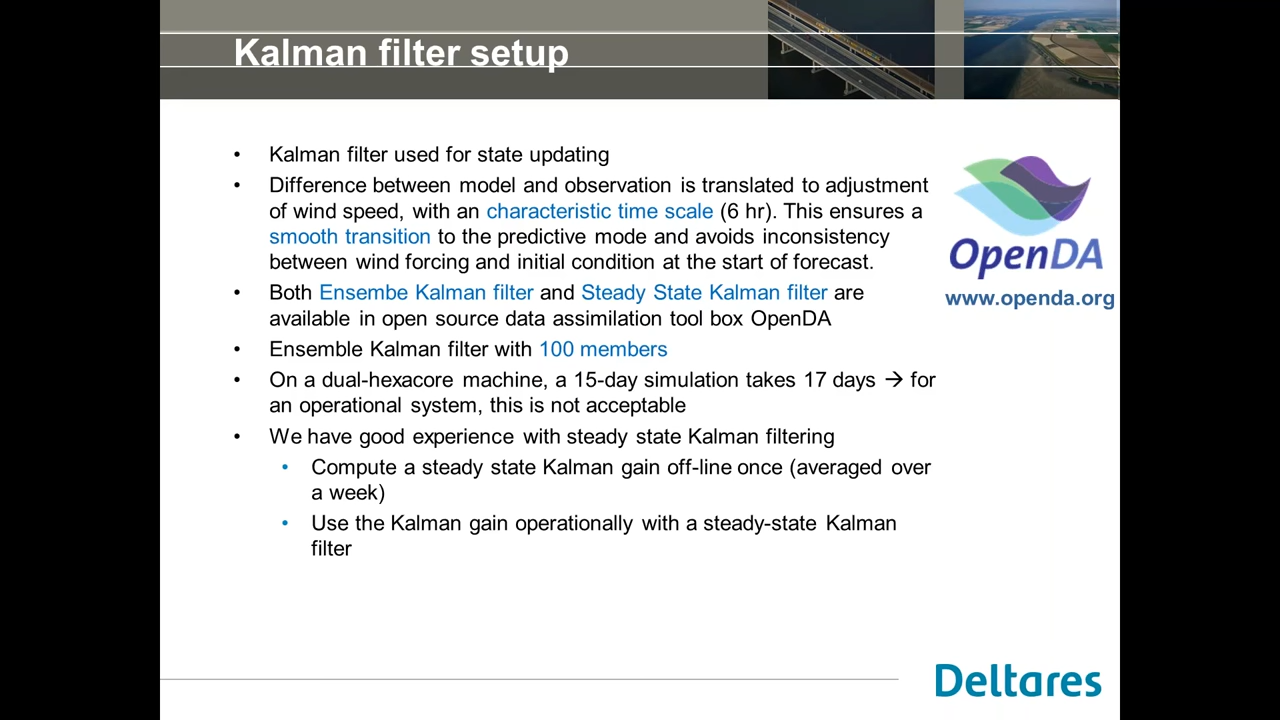 Kalman filter setup
• Kalman filter used for state updating
• Difference between model and observation is translated to adjustment
of wind speed, with an characteristic time scale (6 hr). This ensures a
smooth transition to the predictive mode and avoids inconsistency
between wind forcing and initial condition at the start of forecast.
• Both Ensembe Kalman filter and Steady State Kalman filter are
available in open source data assimilation tool box OpenDA
• Ensemble Kalman filter with 100 members
• On a dual-hexacore machine, a 15-day simulation takes 17 days → for
an operational system, this is not acceptable
• We have good experience with steady state Kalman filtering
• Compute a steady state Kalman gain off-line once (averaged over
a week)
• Use the Kalman gain operationally with a steady-state Kalman
filter
OpenDA
www.openda.org
Deltares